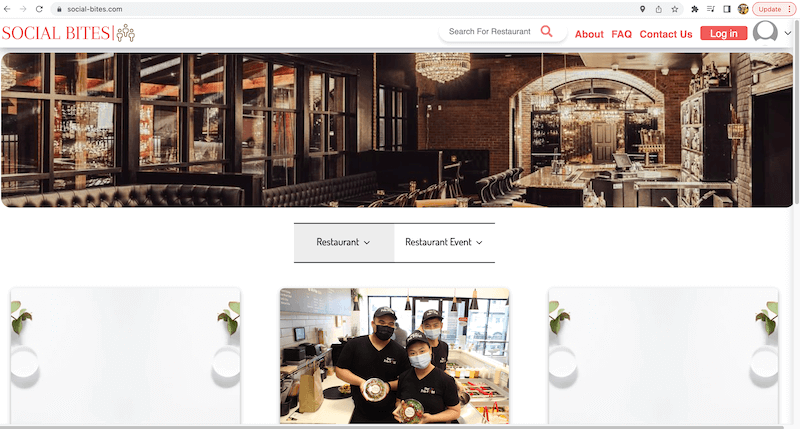 social-bites.com
Update
SOCIAL BITES
Search For Restaurant
About FAQ Contact Us Log in
Restaurant Restaurant Event